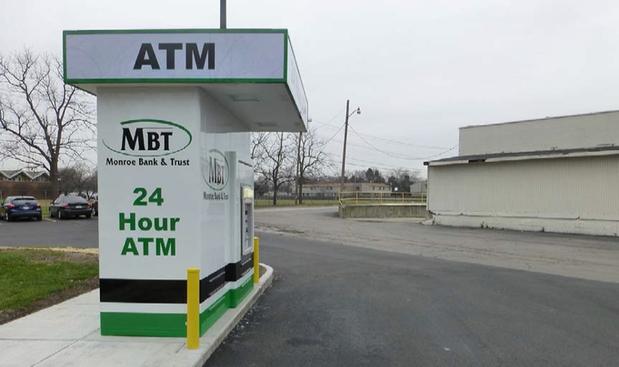 ATM
MBT
Monroe Bank & Trust
MBT
Monroe Bank & Trust
24
Hour
ATM